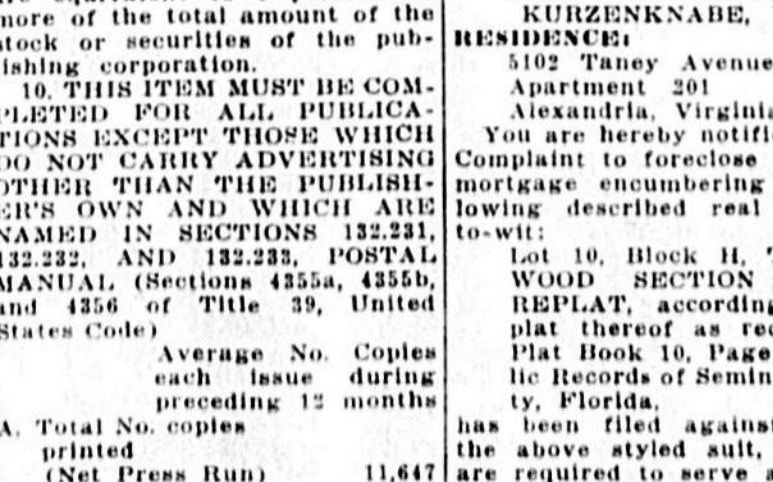 more of the total amount of the
stock or securities of the pub-
ishing corporation.
10. THIS ITEM MUST BE COM-
PLETED FOR ALL PUBLICA-
TIONS EXCEPT THOSE WHICH
DO NOT CARRY ADVERTISING
OTHER THAN THE PUBLISH-
ER'S OWN AND WHICH ARE
NAMED IN SECTIONS 132.231,
132.232, AND 132.233, POSTAL
MANUAL (Sections 4355a, 4355b,
and 4356 of Title 39, United
States Code)
Average No. Copies
each issue during
preceding 12 months
A. Total No. copies
printed
(Net Press Run) 11,647
KURZENKNABE,
RESIDENCE:
5102 Taney Avenue
Apartment 201
Alexandria, Virginia
You are hereby notifi
Complaint to foreclose
mortgage encumbering
lowing described real
to-wit:
Lot 10, Block H,
WOOD SECTION
REPLAT, according
plat thereof as rec
Plat Book 10, Page
lic Records of Semin
ty, Florida,
has been filed against
the above styled suit,
are required to serve a